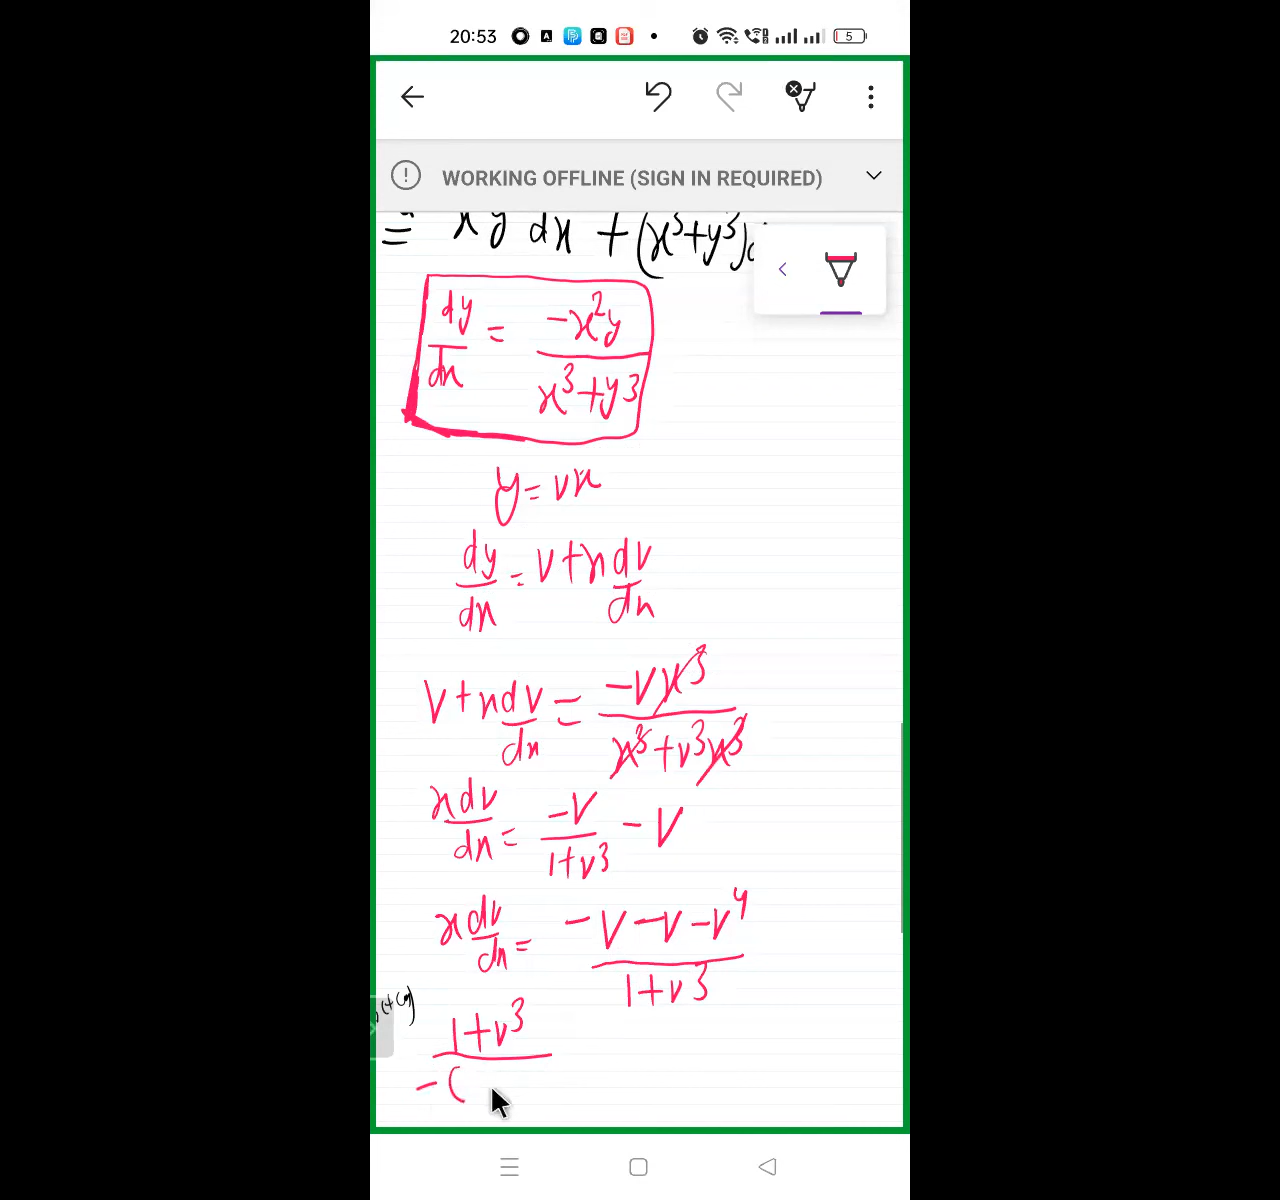 20:53
5
WORKING OFFLINE (SIGN IN REQUIRED)
= x y dx + (x³+y³)
dy/dx = -x²y/x³+y³
y = vx
dy/dx = v+x dv/dx
v+x dv/dx = -vx³/x³+v³x³
x dv/dx = -v/1+v³ - v
x dv/dx = -v-v-v⁴/1+v³
1+v³/-(